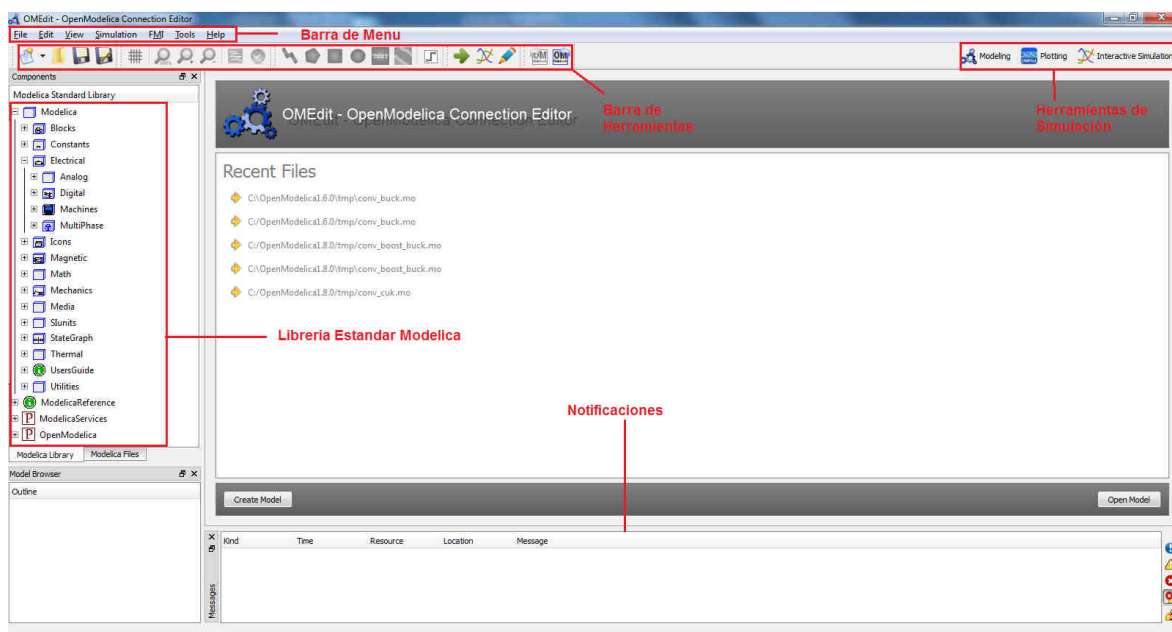 OMEdit - OpenModelica Connection Editor
File Edit View Simulation FMI Tools Help
Barra de Menu
Modeling Plotting Interactive Simulation
Components
Modelica Standard Library
Modelica
Blocks
Constants
Electrical
Analog
Digital
Machines
MultiPhase
Icons
Magnetic
Math
Mechanics
Media
SIunits
StateGraph
Thermal
UsersGuide
Utilities
ModelicaReference
ModelicaServices
OpenModelica
Modelica Library Modelica Files
Model Browser
Outline
OMEdit - OpenModelica Connection Editor
Barra de
Herramientas
Herramientas de
Simulación
Recent Files
C:\OpenModelica1.6.0\tmp\conv_buck.mo
C:/OpenModelica1.6.0/tmp/conv_buck.mo
C:/OpenModelica1.8.0/tmp/conv_boost_buck.mo
C:\OpenModelica1.8.0\tmp\conv_boost_buck.mo
C:/OpenModelica1.8.0/tmp/conv_cuk.mo
Libreria Estandar Modelica
Notificaciones
Create Model Open Model
Kind Time Resource Location Message
Messages